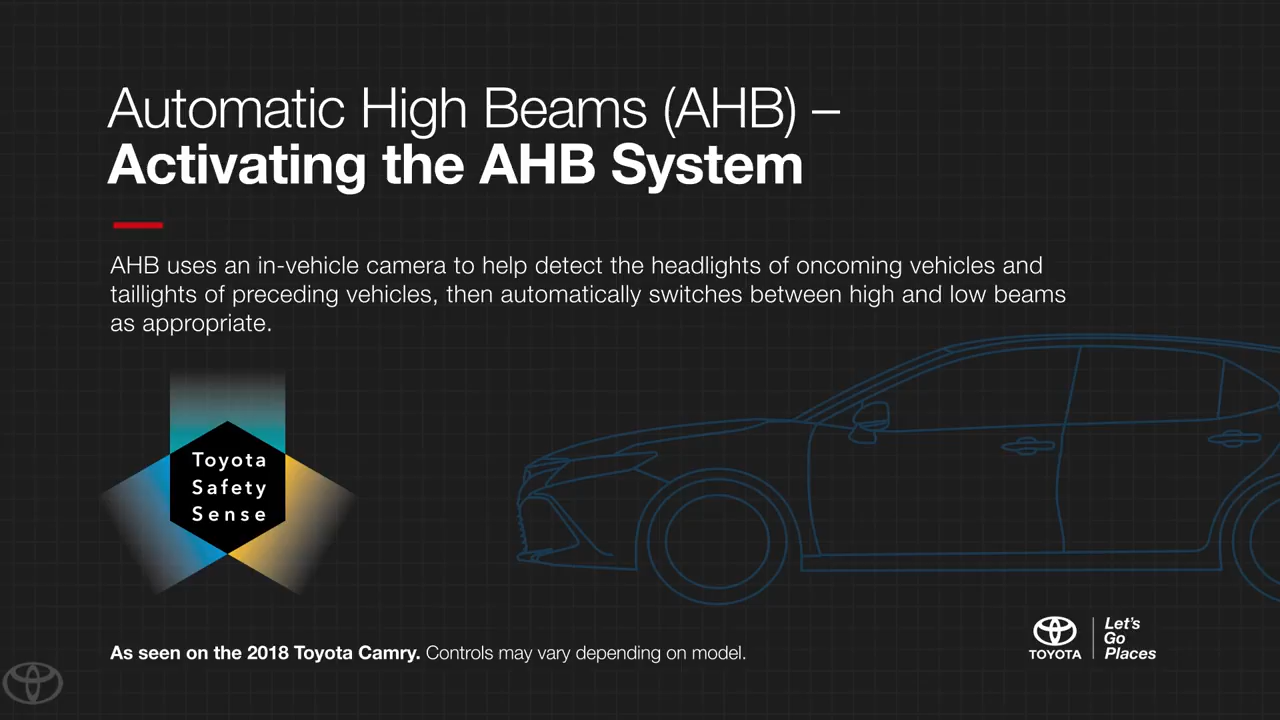 Automatic High Beams (AHB) –
Activating the AHB System
AHB uses an in-vehicle camera to help detect the headlights of oncoming vehicles and
taillights of preceding vehicles, then automatically switches between high and low beams
as appropriate.
Toyota
Safety
Sense
As seen on the 2018 Toyota Camry. Controls may vary depending on model.
TOYOTA
Let's
Go
Places